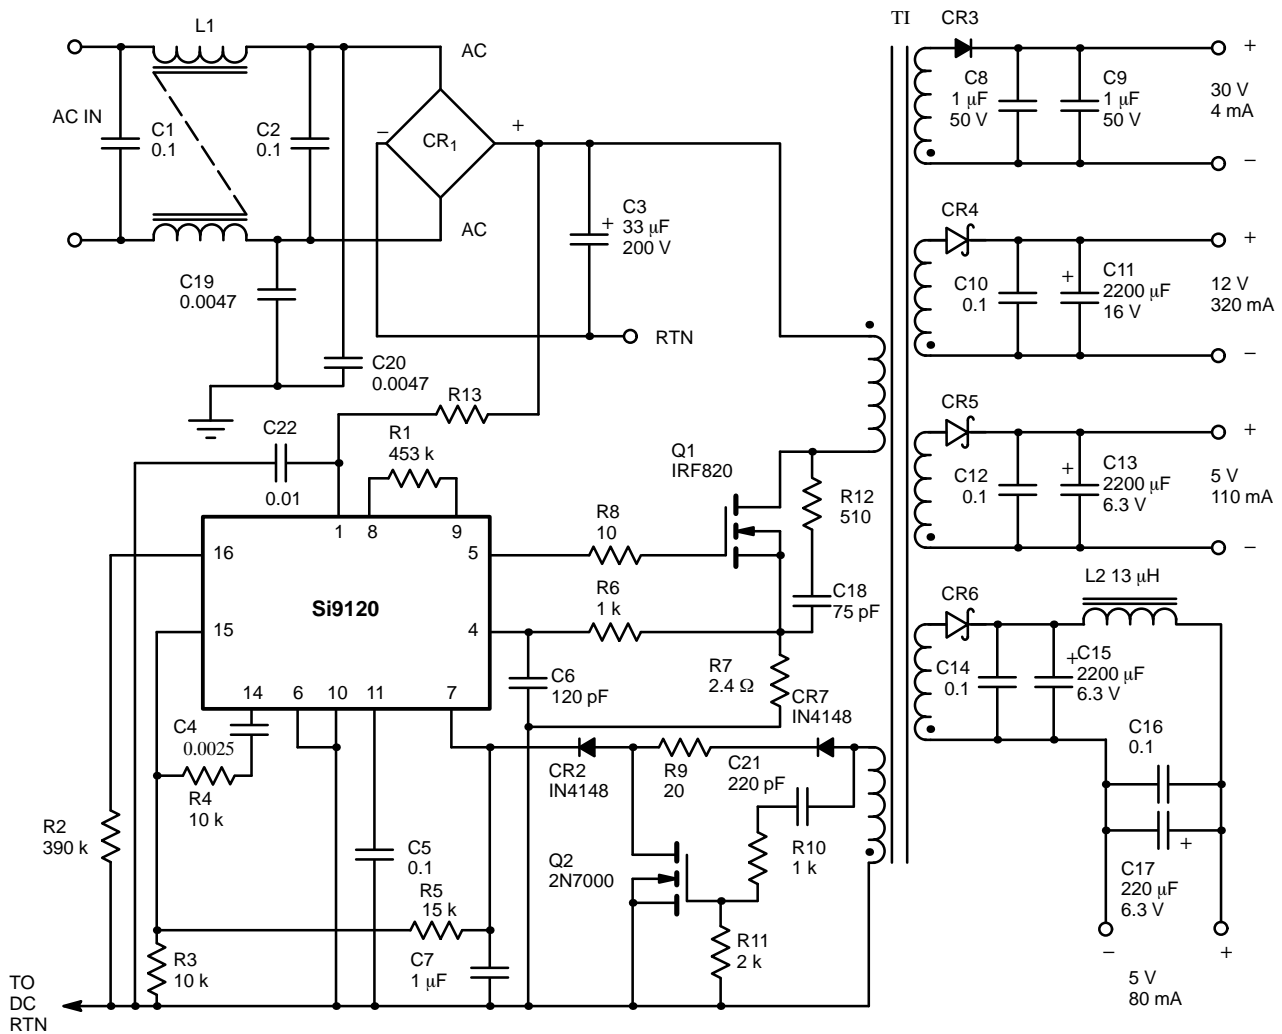 L1
TI
CR3
AC
C8
1 µF
50 V
C9
1 µF
50 V
+
30 V
4 mA
−
AC IN
C1
0.1
C2
0.1
−
CR1
+
AC
C3
+ 33 µF
200 V
CR4
C10
0.1
+
C11
2200 µF
16 V
+
12 V
320 mA
−
C19
0.0047
RTN
C20
0.0047
R13
CR5
C12
0.1
+
C13
2200 µF
6.3 V
+
5 V
110 mA
−
C22
0.01
R1
453 k
Q1
IRF820
R12
510
1
8
9
16
5
R8
10
Si9120
R6
1 k
C18
75 pF
15
4
L2 13 µH
CR6
C14
0.1
+
C15
2200 µF
6.3 V
R7
2.4 Ω
C6
120 pF
CR7
IN4148
14
6
10
11
7
C4
0.0025
C16
0.1
R4
10 k
CR2
IN4148
R9
20
C21
220 pF
R2
390 k
C5
0.1
Q2
2N7000
R10
1 k
+
C17
220 µF
6.3 V
R5
15 k
R3
10 k
C7
1 µF
R11
2 k
−
+
5 V
80 mA
TO
DC
RTN